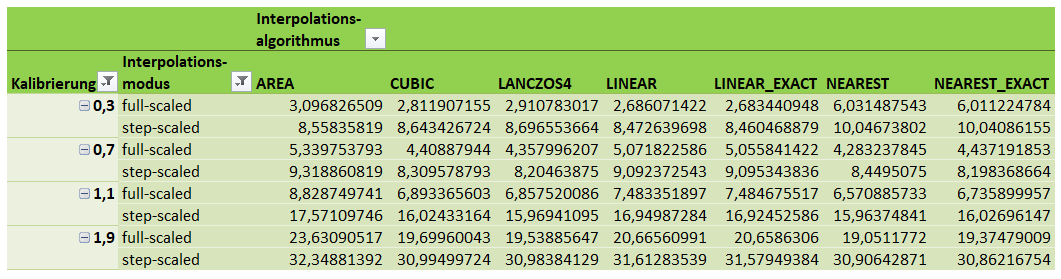 Interpolations-
algorithmus
Kalibrierung Interpolations-
modus AREA CUBIC LANCZOS4 LINEAR LINEAR_EXACT NEAREST NEAREST_EXACT
0,3 full-scaled 3,096826509 2,811907155 2,910783017 2,686071422 2,683440948 6,031487543 6,011224784
step-scaled 8,55835819 8,643426724 8,696553664 8,472639698 8,460468879 10,04673802 10,04086155
0,7 full-scaled 5,339753793 4,40887944 4,357996207 5,071822586 5,055841422 4,283237845 4,437191853
step-scaled 9,318860819 8,309578793 8,20463875 9,092372543 9,095343836 8,4495075 8,198368664
1,1 full-scaled 8,828749741 6,893365603 6,857520086 7,483351897 7,484675517 6,570885733 6,735899957
step-scaled 17,57109746 16,02433164 15,96941095 16,94987284 16,92452586 15,96374841 16,02696147
1,9 full-scaled 23,63090517 19,69960043 19,53885647 20,66560991 20,6586306 19,0511772 19,37479009
step-scaled 32,34881392 30,99499724 30,98384129 31,61283539 31,57949384 30,90642871 30,86216754